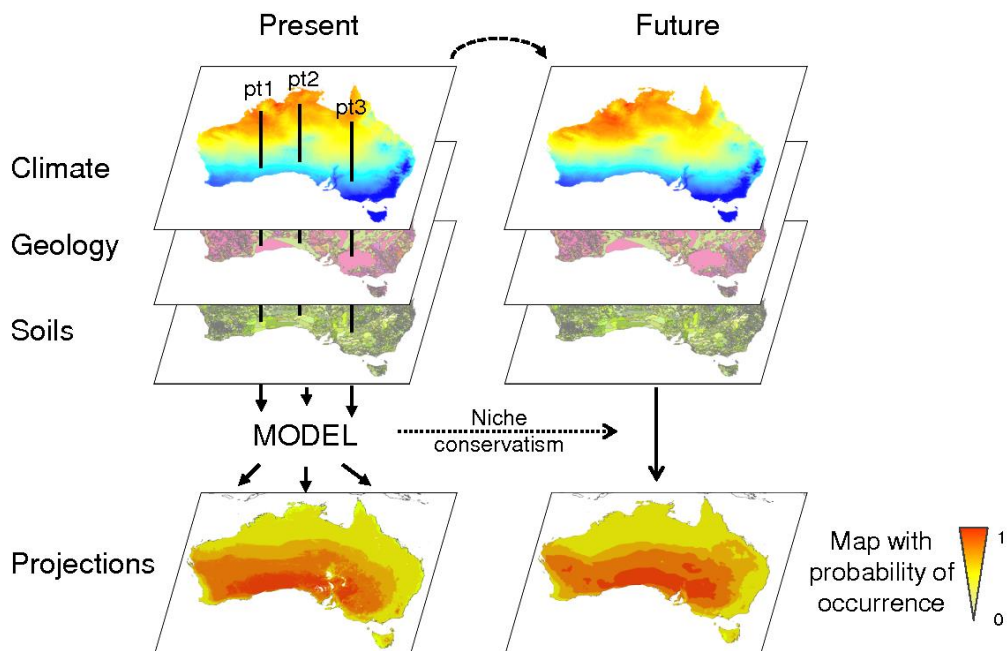 Present
Future
pt1
pt2
pt3
Climate
Geology
Soils
MODEL
Niche
conservatism
Projections
Map with
probability of
occurrence
1
0